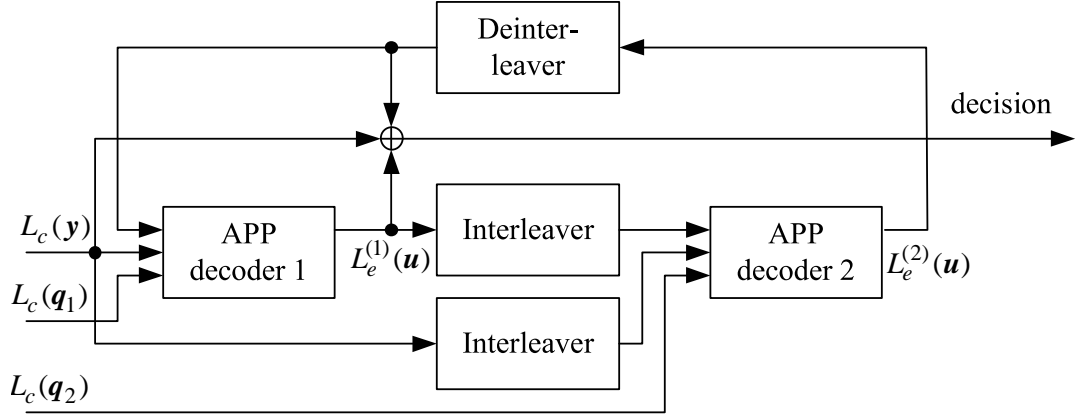 Deinter-
leaver
decision
L_c(y)
APP
decoder 1
L_e^{(1)}(u)
Interleaver
APP
decoder 2
L_e^{(2)}(u)
L_c(q_1)
Interleaver
L_c(q_2)